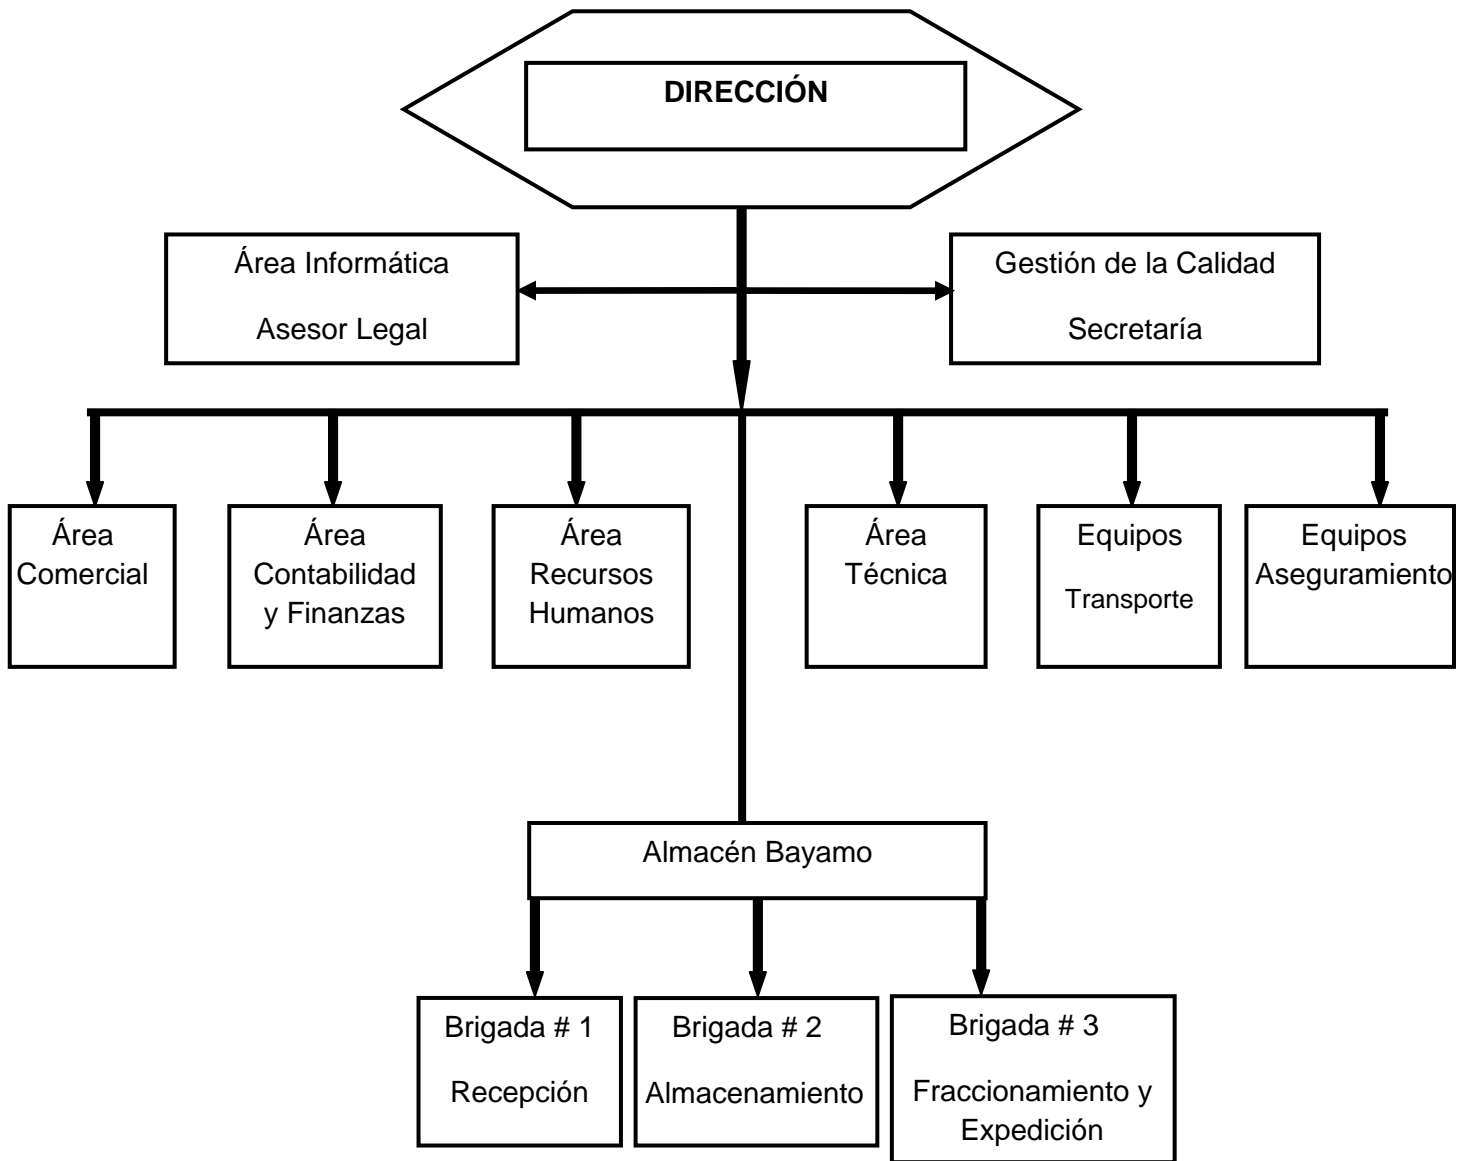 DIRECCIÓN
Área Informática
Asesor Legal
Gestión de la Calidad
Secretaría
Área
Comercial
Área
Contabilidad
y Finanzas
Área
Recursos
Humanos
Área
Técnica
Equipos
Transporte
Equipos
Aseguramiento
Almacén Bayamo
Brigada # 1
Recepción
Brigada # 2
Almacenamiento
Brigada # 3
Fraccionamiento y
Expedición